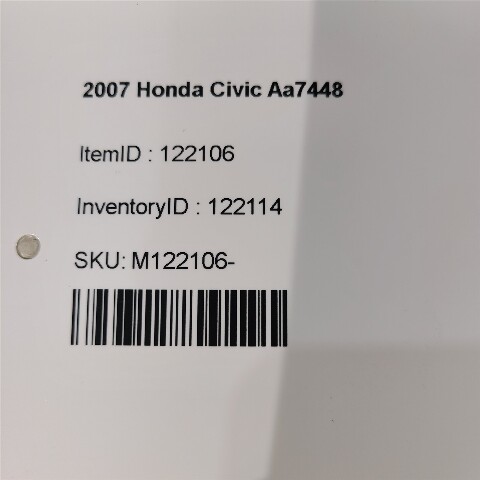 2007 Honda Civic Aa7448
ItemID : 122106
InventoryID : 122114
SKU: M122106-